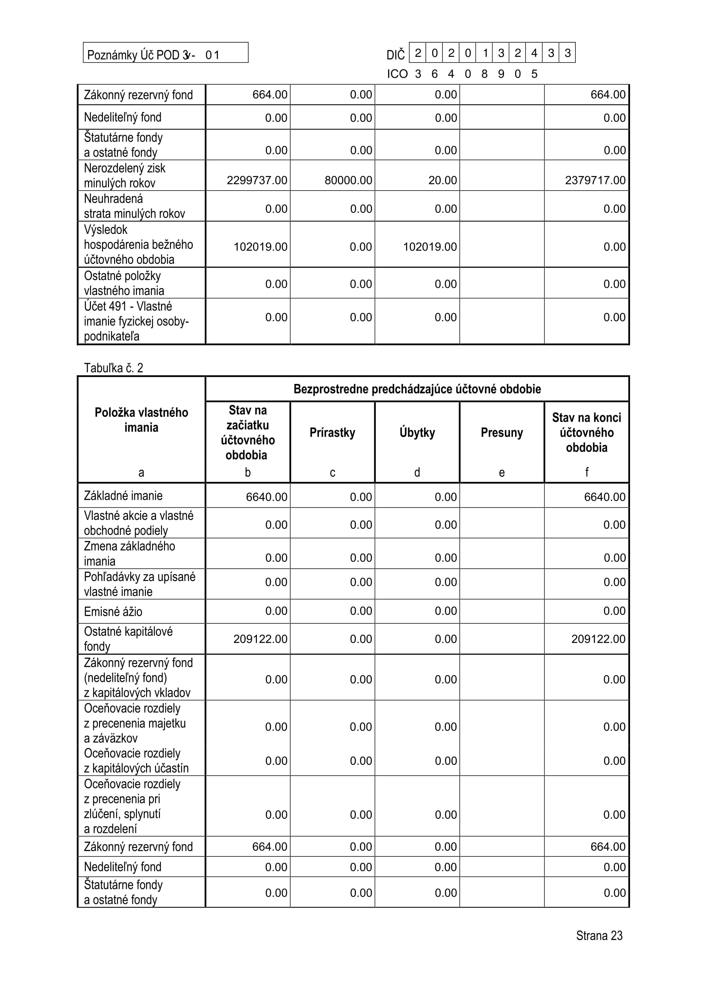 Poznámky Úč POD 3v- 01
DIČ 2 0 2 0 1 3 2 4 3 3
ICO 3 6 4 0 8 9 0 5
Zákonný rezervný fond 664.00 0.00 0.00 664.00
Nedeliteľný fond 0.00 0.00 0.00 0.00
Štatutárne fondy
a ostatné fondy 0.00 0.00 0.00 0.00
Nerozdelený zisk
minulých rokov 2299737.00 80000.00 20.00 2379717.00
Neuhradená
strata minulých rokov 0.00 0.00 0.00 0.00
Výsledok
hospodárenia bežného 102019.00 0.00 102019.00 0.00
účtovného obdobia
Ostatné položky
vlastného imania 0.00 0.00 0.00 0.00
Účet 491 - Vlastné
imanie fyzickej osoby- 0.00 0.00 0.00 0.00
podnikateľa
Tabuľka č. 2
Bezprostredne predchádzajúce účtovné obdobie
Položka vlastného
imania
Stav na
začiatku
účtovného
obdobia
Prírastky
Úbytky
Presuny
Stav na konci
účtovného
obdobia
a b c d e f
Základné imanie 6640.00 0.00 0.00 6640.00
Vlastné akcie a vlastné
obchodné podiely 0.00 0.00 0.00 0.00
Zmena základného
imania 0.00 0.00 0.00 0.00
Pohľadávky za upísané
vlastné imanie 0.00 0.00 0.00 0.00
Emisné ážio 0.00 0.00 0.00 0.00
Ostatné kapitálové
fondy 209122.00 0.00 0.00 209122.00
Zákonný rezervný fond
(nedeliteľný fond) 0.00 0.00 0.00 0.00
z kapitálových vkladov
Oceňovacie rozdiely
z precenenia majetku 0.00 0.00 0.00 0.00
a záväzkov
Oceňovacie rozdiely
z kapitálových účastín 0.00 0.00 0.00 0.00
Oceňovacie rozdiely
z precenenia pri
zlúčení, splynutí 0.00 0.00 0.00 0.00
a rozdelení
Zákonný rezervný fond 664.00 0.00 0.00 664.00
Nedeliteľný fond 0.00 0.00 0.00 0.00
Štatutárne fondy
a ostatné fondy 0.00 0.00 0.00 0.00
Strana 23